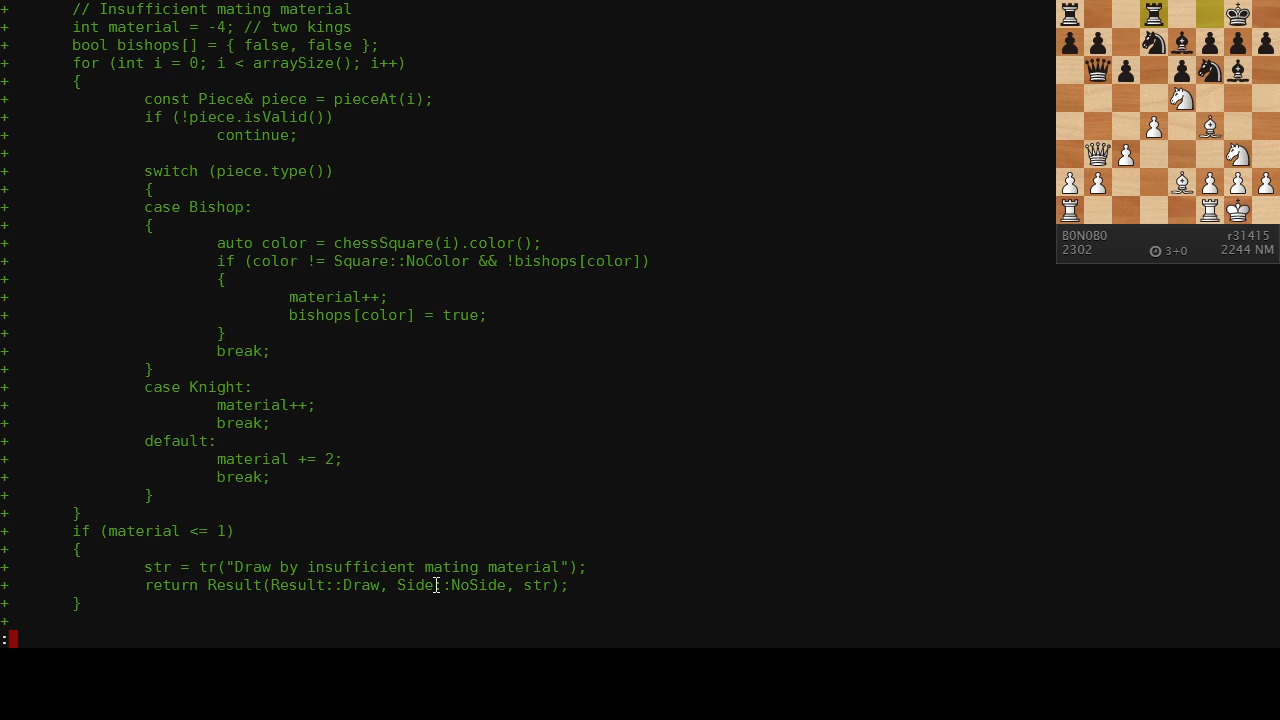 +       // Insufficient mating material
+       int material = -4; // two kings
+       bool bishops[] = { false, false };
+       for (int i = 0; i < arraySize(); i++)
+       {
+               const Piece& piece = pieceAt(i);
+               if (!piece.isValid())
+                       continue;
+
+               switch (piece.type())
+               {
+               case Bishop:
+               {
+                       auto color = chessSquare(i).color();
+                       if (color != Square::NoColor && !bishops[color])
+                       {
+                               material++;
+                               bishops[color] = true;
+                       }
+                       break;
+               }
+               case Knight:
+                       material++;
+                       break;
+               default:
+                       material += 2;
+                       break;
+               }
+       }
+       if (material <= 1)
+       {
+               str = tr("Draw by insufficient mating material");
+               return Result(Result::Draw, Side::NoSide, str);
+       }
+
:
B0N0B0 r31415
2302 3+0 2244 NM